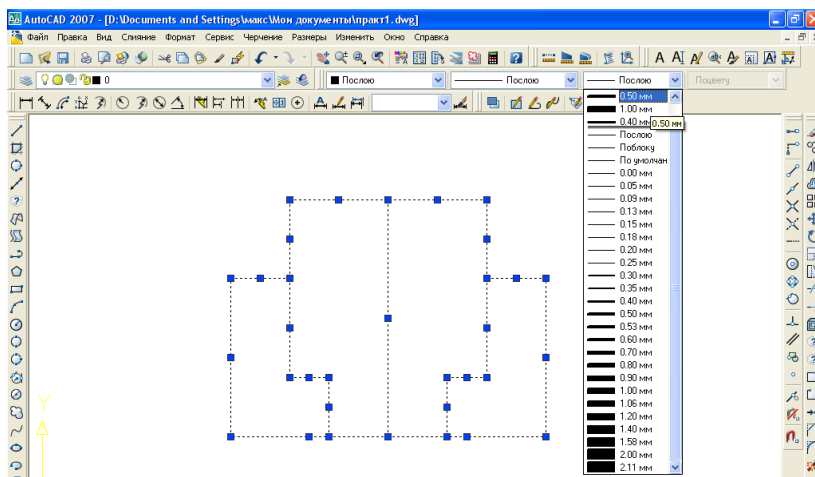 AutoCAD 2007 - [D:\Documents and Settings\макс\Мои документы\практ1.dwg]
Файл Правка Вид Слияние Формат Сервис Черчение Размеры Изменить Окно Справка
0 Послою Послою Послою Поцвету
0.50 мм
1.00 мм
0.40 мм 0.50 мм
Послою
Поблоку
По умолчан
0.00 мм
0.05 мм
0.09 мм
0.13 мм
0.15 мм
0.18 мм
0.20 мм
0.25 мм
0.30 мм
0.35 мм
0.40 мм
0.50 мм
0.53 мм
0.60 мм
0.70 мм
0.80 мм
0.90 мм
1.00 мм
1.06 мм
1.20 мм
1.40 мм
1.58 мм
2.00 мм
2.11 мм
Y